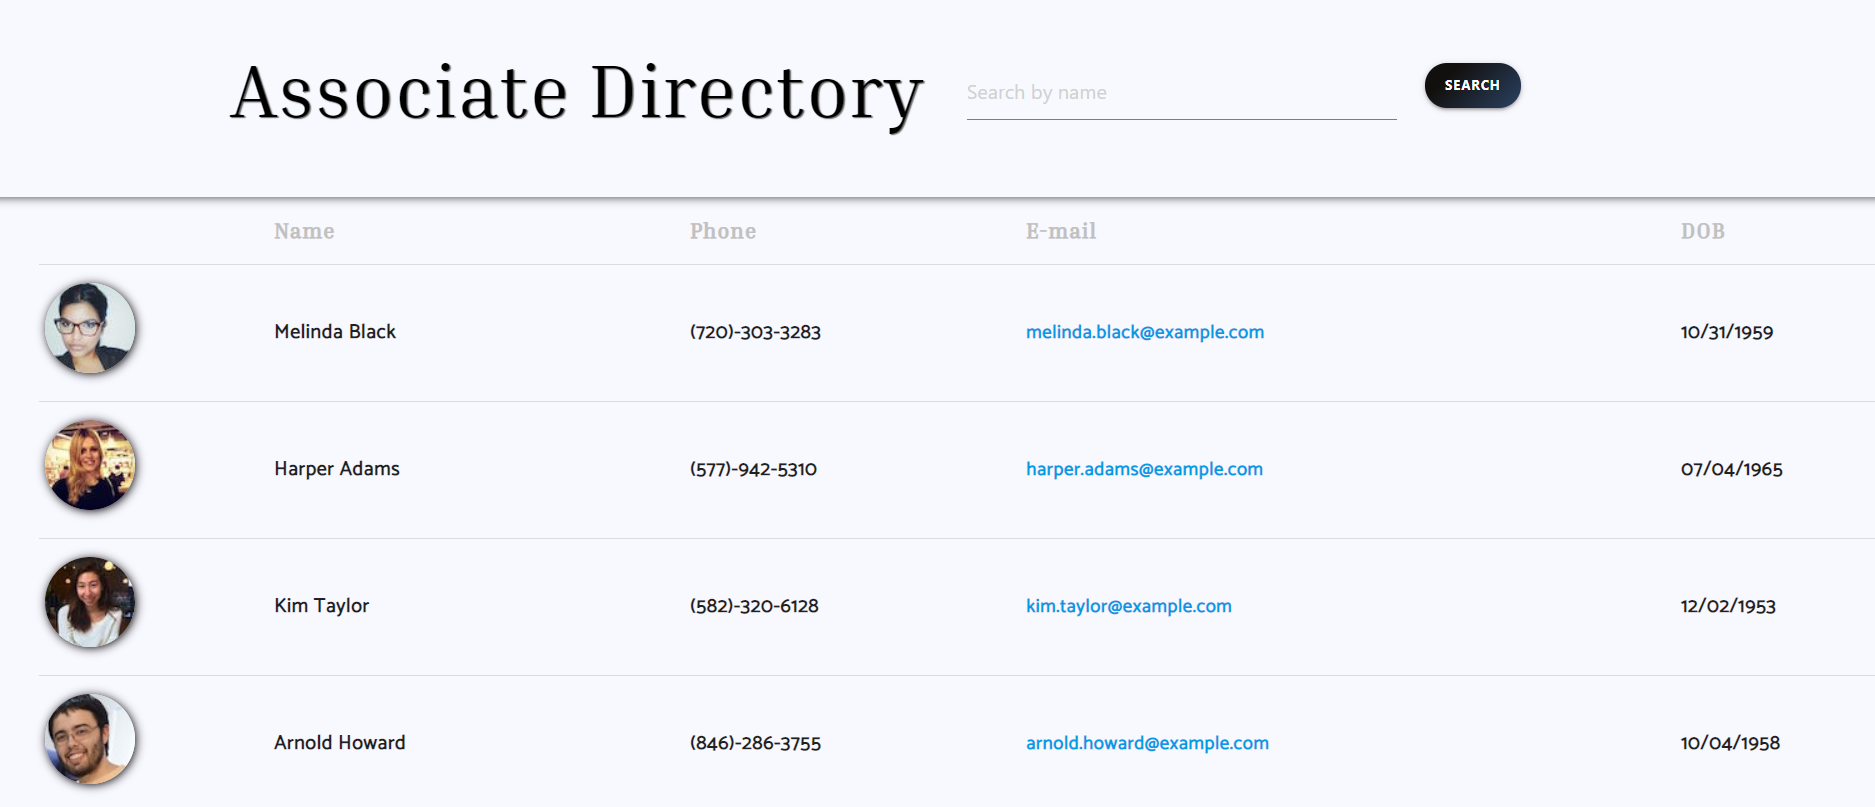 Associate Directory Search by name SEARCH
Name Phone E-mail DOB
Melinda Black (720)-303-3283 melinda.black@example.com 10/31/1959
Harper Adams (577)-942-5310 harper.adams@example.com 07/04/1965
Kim Taylor (582)-320-6128 kim.taylor@example.com 12/02/1953
Arnold Howard (846)-286-3755 arnold.howard@example.com 10/04/1958